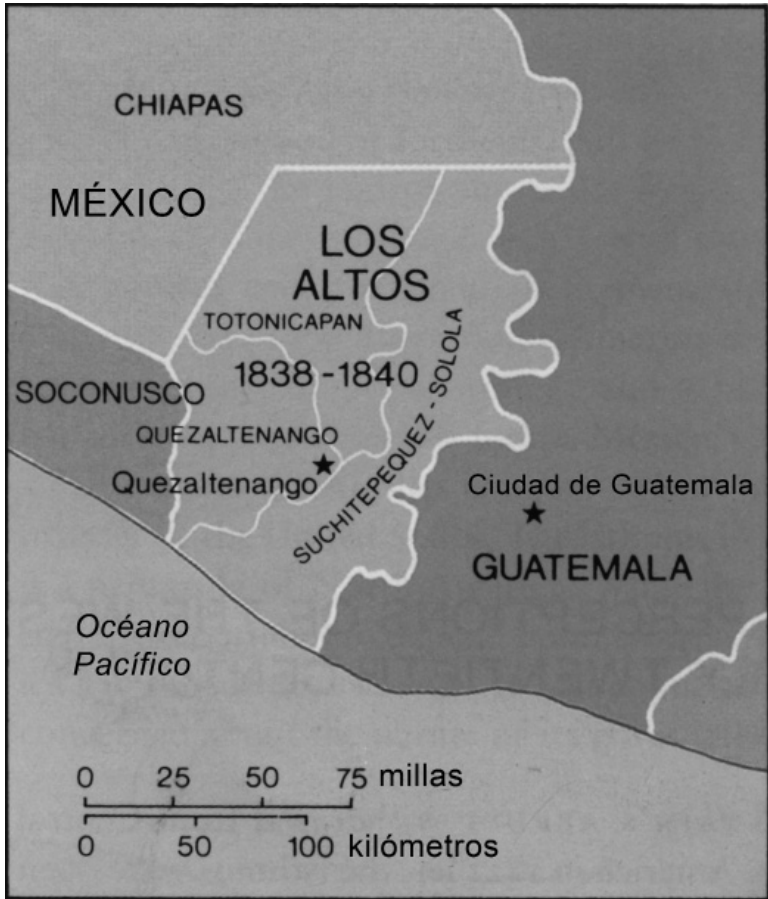 CHIAPAS
MÉXICO
LOS
ALTOS
TOTONICAPAN
1838-1840
SOCONUSCO
QUEZALTENANGO
Quezaltenango
SUCHITEPEQUEZ - SOLOLA
Ciudad de Guatemala
GUATEMALA
Océano
Pacífico
0 25 50 75 millas
0 50 100 kilómetros